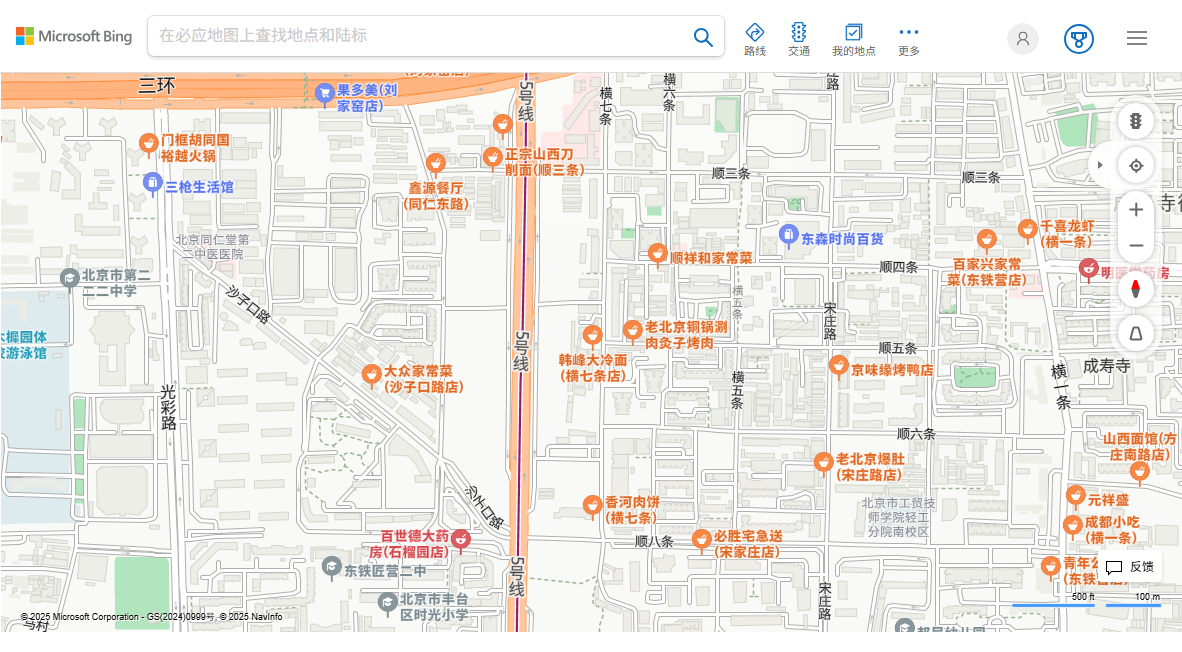 Microsoft Bing
在必应地图上查找地点和陆标
路线
交通
我的地点
更多
三环
果多美(刘
家窑店)
5号线
横七条
横六条
路
门框胡同国
裕越火锅
三枪生活馆
鑫源餐厅
(同仁东路)
正宗山西刀
削面(顺三条)
顺三条
顺三条
北京同仁堂第
二中医医院
北京市第二
二二中学
沙子口路
东森时尚百货
千喜龙虾
(横一条)
顺祥和家常菜
顺四条
百家兴家常
菜(东铁营店)
横五条
宋庄路
老北京铜锅涮
肉炙子烤肉
韩峰大冷面
(横七条店)
5号线
顺五条
京味缘烤鸭店
成寿寺
大众家常菜
(沙子口路店)
横五条
横一条
光彩路
顺六条
山西面馆(方
庄南路店)
老北京爆肚
(宋庄路店)
沙子口路
香河肉饼
(横七条)
北京市工贸技
师学院轻工
分院南校区
元祥盛
成都小吃
(横一条)
百世德大药
房(石榴园店)
顺八条
必胜宅急送
(宋家庄店)
东铁匠营二中
5号线
反馈
北京市丰台
区时光小学
宋庄路
500 ft
100 m
© 2025 Microsoft Corporation - GS(2024)0999号, © 2025 NavInfo